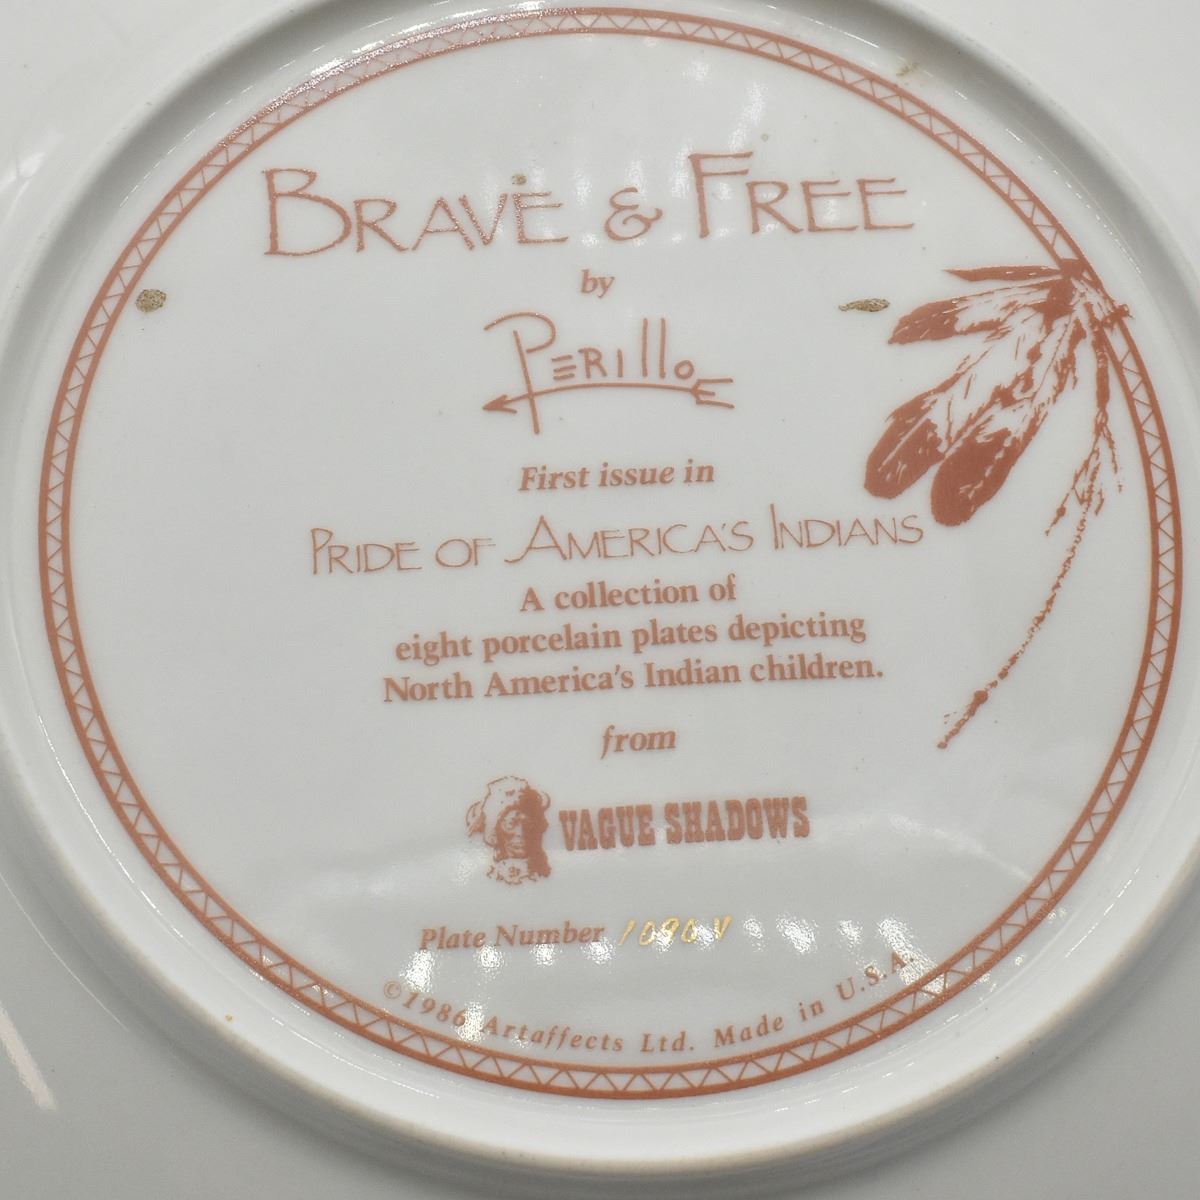 BRAVE & FREE
by
PERILLO
First issue in
PRIDE OF AMERICA'S INDIANS
A collection of
eight porcelain plates depicting
North America's Indian children.
from
VAGUE SHADOWS
Plate Number 1090 V
©1986 Artaffects Ltd. Made in U.S.A.